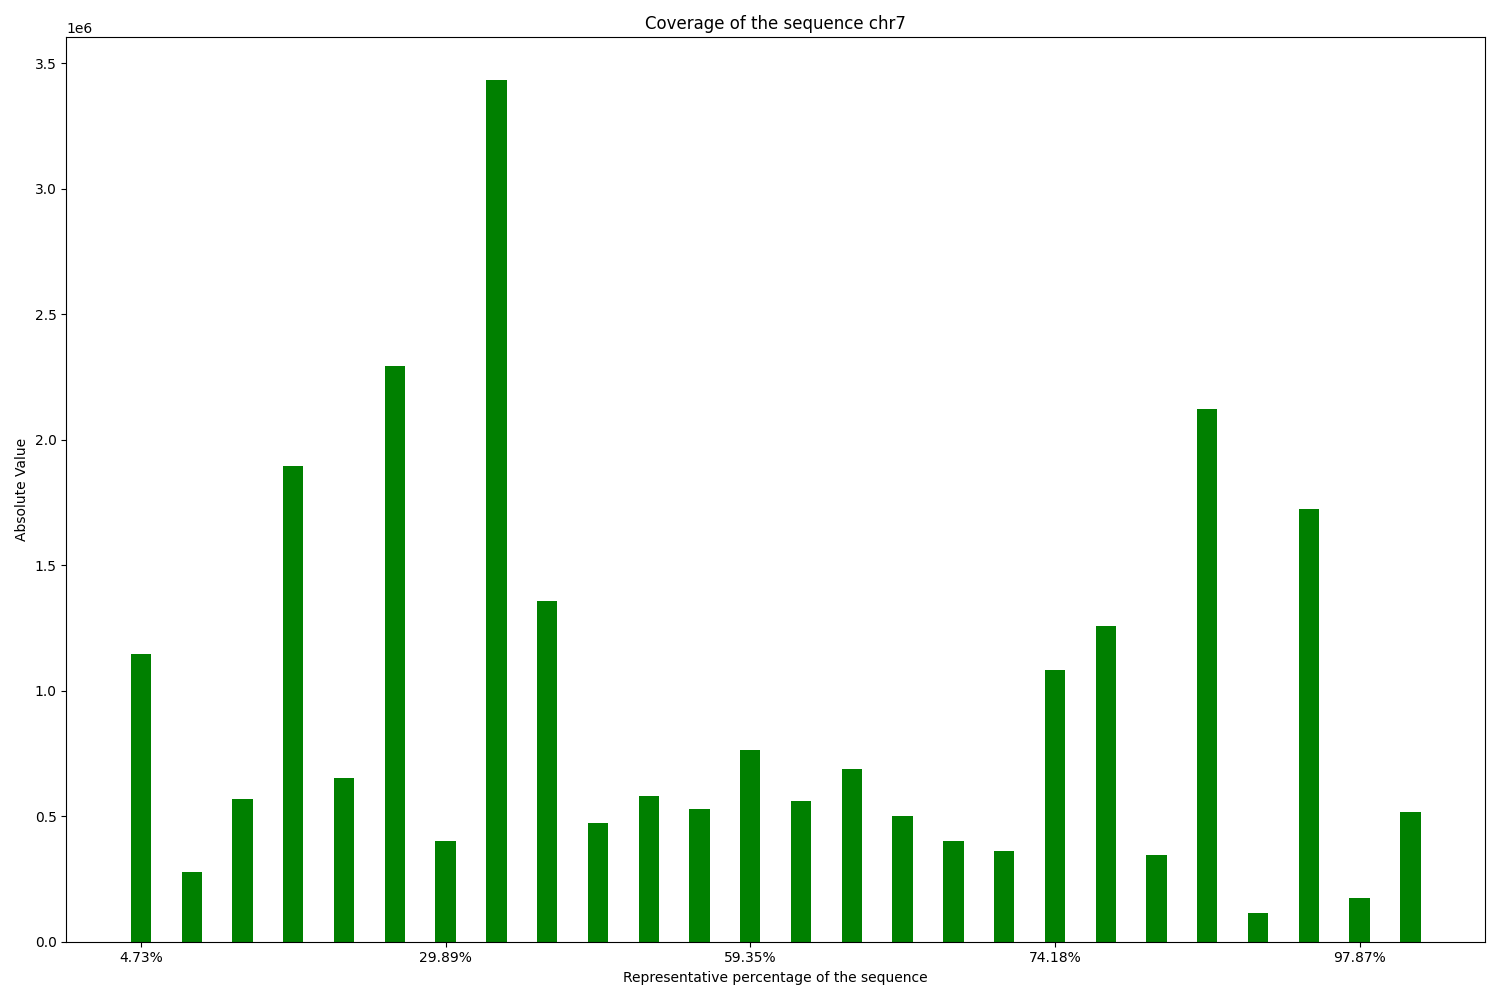 Coverage of the sequence chr7
1e6
3.5
3.0
2.5
2.0
1.5
1.0
0.5
0.0
Absolute Value
4.73% 29.89% 59.35% 74.18% 97.87%
Representative percentage of the sequence